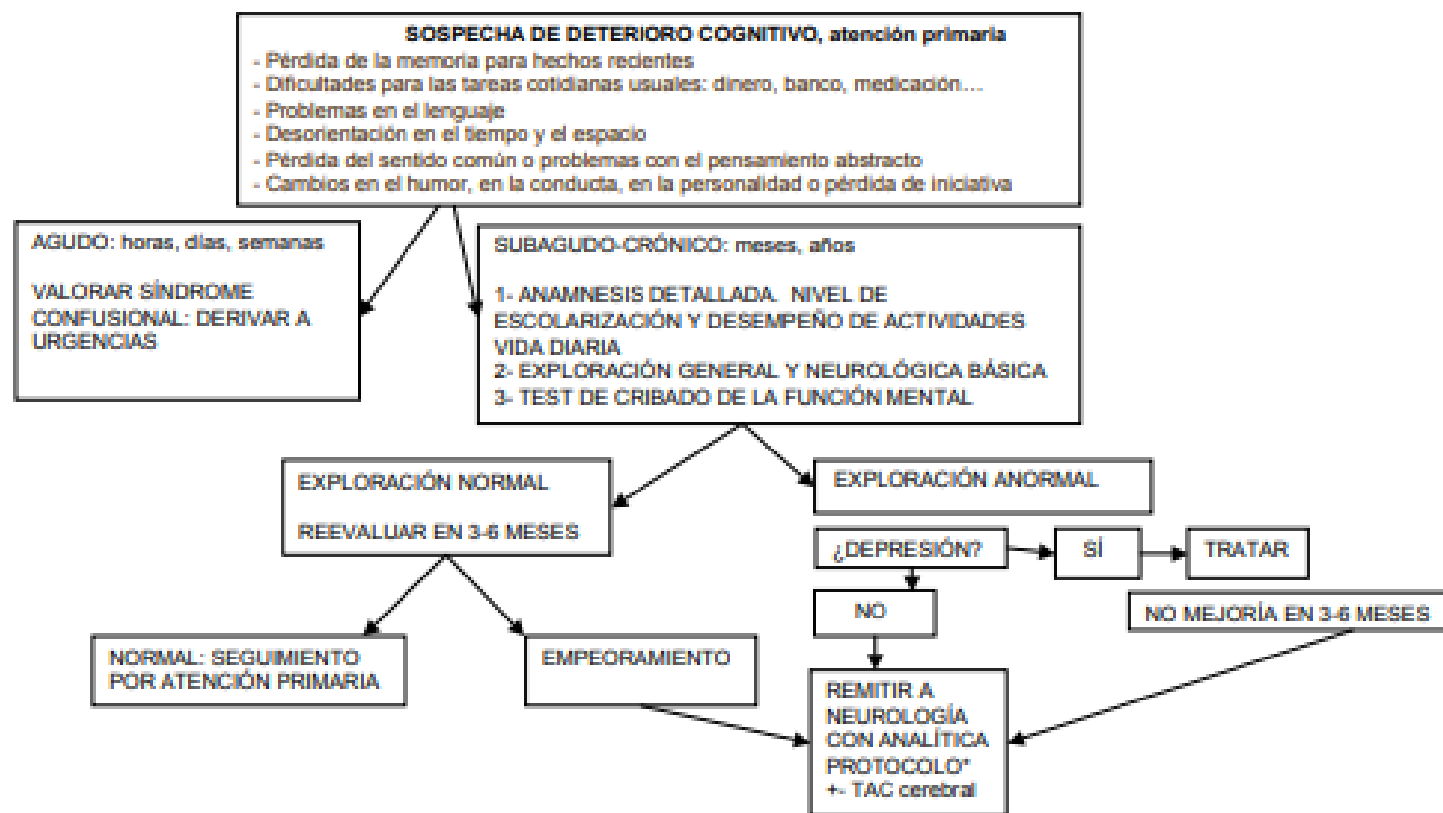 SOSPECHA DE DETERIORO COGNITIVO, atención primaria
- Pérdida de la memoria para hechos recientes
- Dificultades para las tareas cotidianas usuales: dinero, banco, medicación…
- Problemas en el lenguaje
- Desorientación en el tiempo y el espacio
- Pérdida del sentido común o problemas con el pensamiento abstracto
- Cambios en el humor, en la conducta, en la personalidad o pérdida de iniciativa
AGUDO: horas, días, semanas
VALORAR SÍNDROME
CONFUSIONAL: DERIVAR A
URGENCIAS
SUBAGUDO-CRÓNICO: meses, años
1- ANAMNESIS DETALLADA. NIVEL DE
ESCOLARIZACIÓN Y DESEMPEÑO DE ACTIVIDADES
VIDA DIARIA
2- EXPLORACIÓN GENERAL Y NEUROLÓGICA BÁSICA
3- TEST DE CRIBADO DE LA FUNCIÓN MENTAL
EXPLORACIÓN NORMAL
REEVALUAR EN 3-6 MESES
EXPLORACIÓN ANORMAL
¿DEPRESIÓN?
SÍ
TRATAR
NO
NO MEJORÍA EN 3-6 MESES
NORMAL: SEGUIMIENTO
POR ATENCIÓN PRIMARIA
EMPEORAMIENTO
REMITIR A
NEUROLOGÍA
CON ANALÍTICA
PROTOCOLO*
+- TAC cerebral